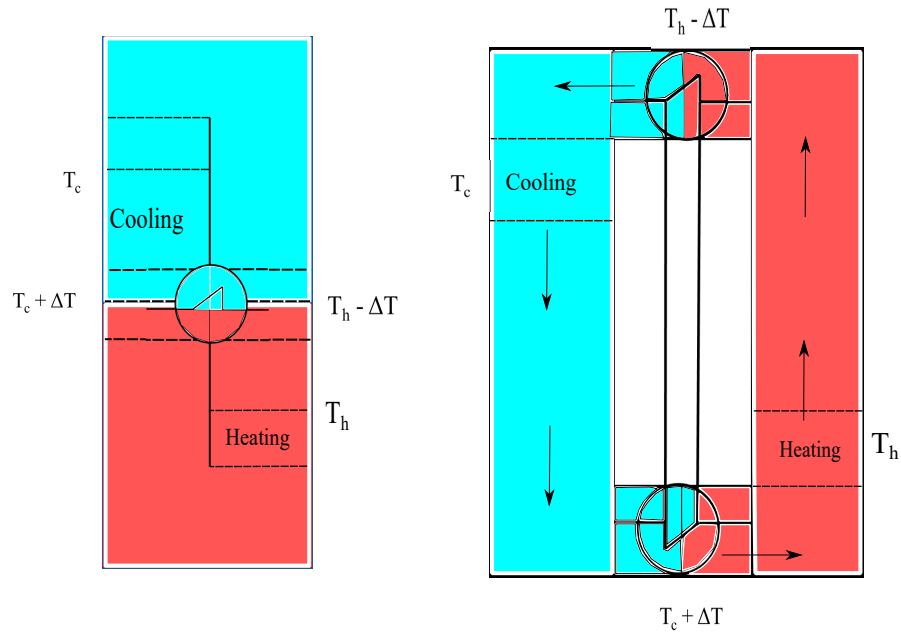 T_c
Cooling
T_c + ΔT
T_h - ΔT
T_h
Heating
T_h - ΔT
T_c
Cooling
Heating
T_h
T_c + ΔT